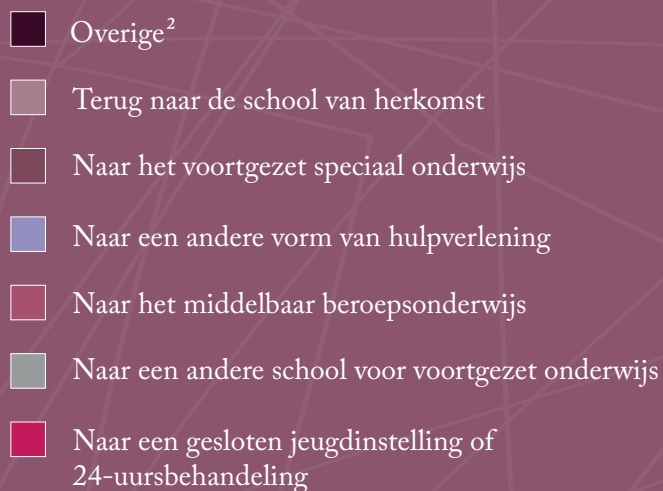 Overige²
Terug naar de school van herkomst
Naar het voortgezet speciaal onderwijs
Naar een andere vorm van hulpverlening
Naar het middelbaar beroepsonderwijs
Naar een andere school voor voortgezet onderwijs
Naar een gesloten jeugdinstelling of
24-uursbehandeling